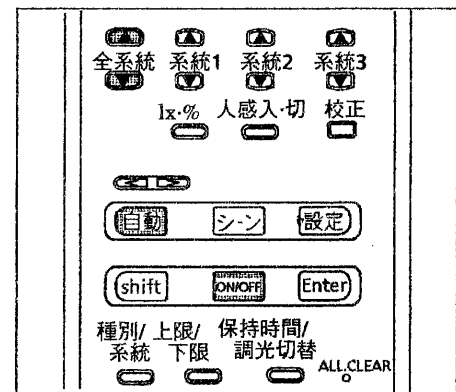 全系統 系統1 系統2 系統3
lx·% 人感入·切 校正
自動 シーン 設定
shift ON/OFF Enter
種別/ 上限/ 保持時間/
系統 下限 調光切替 ALL.CLEAR